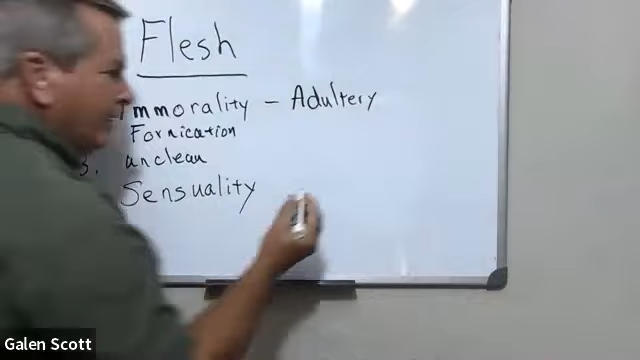 Flesh
Immorality – Adultery
Fornication
3. unclean
Sensuality
Galen Scott